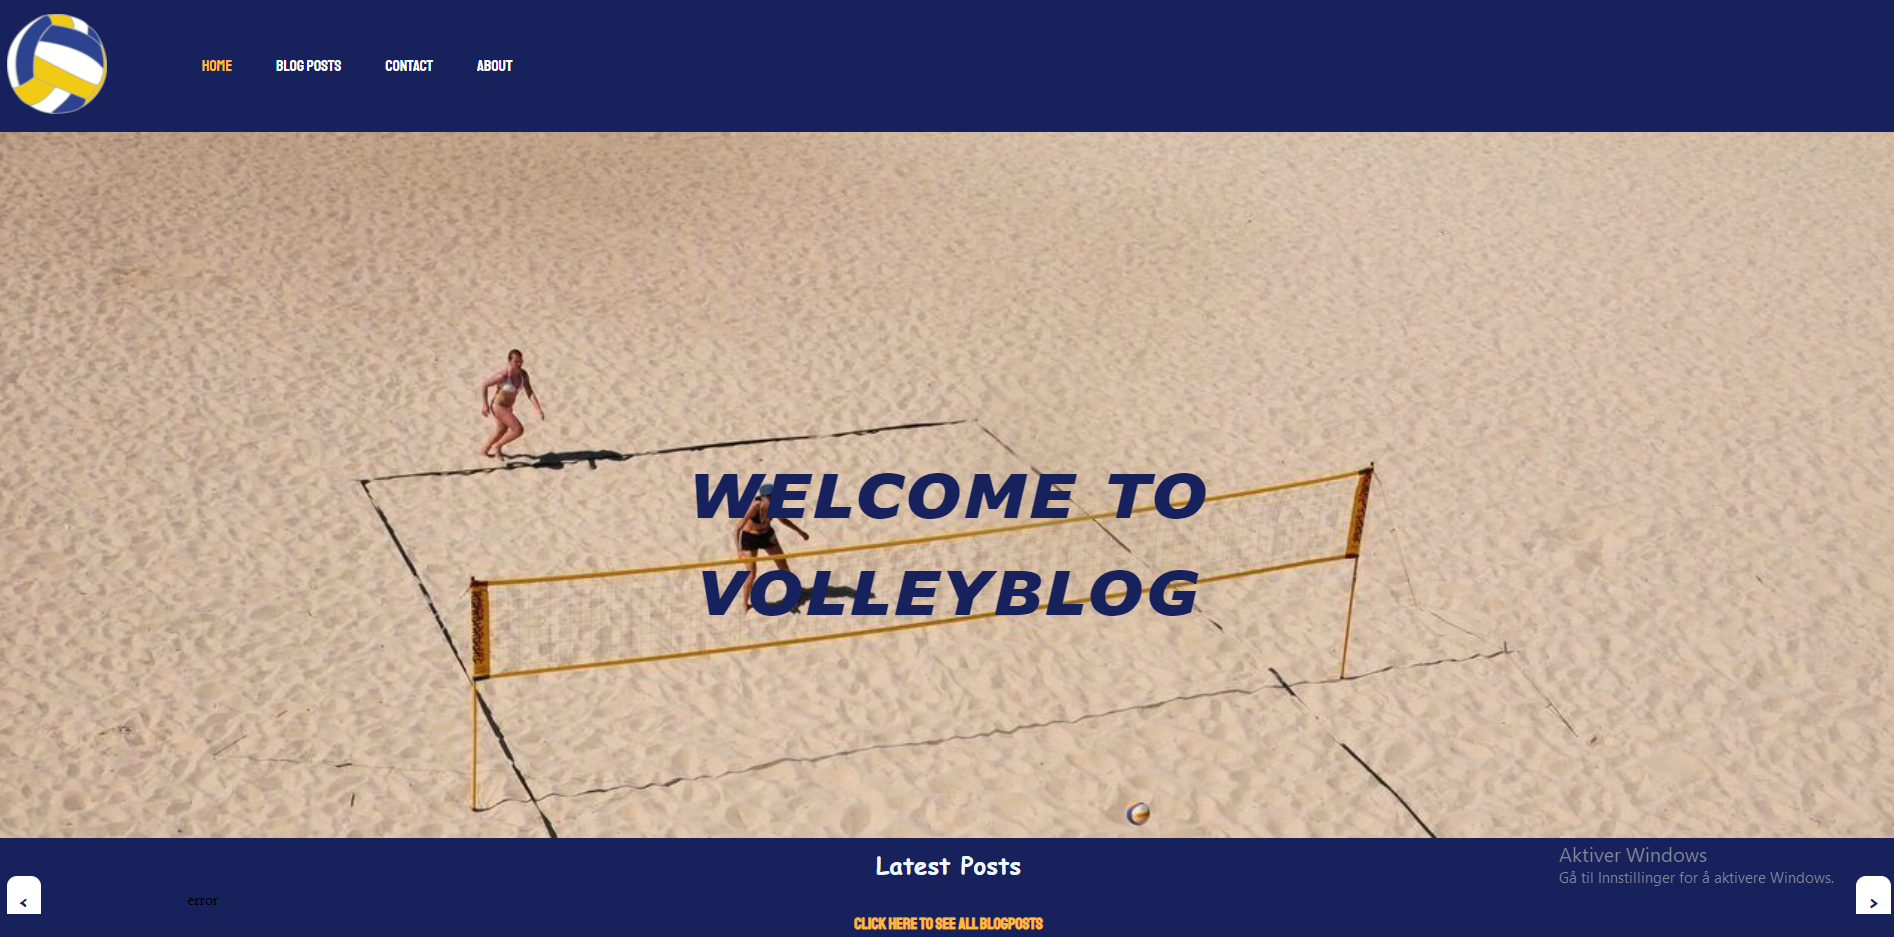 HOME BLOG POSTS CONTACT ABOUT
WELCOME TO
VOLLEYBLOG
Latest Posts
Aktiver Windows
Gå til Innstillinger for å aktivere Windows.
< error >
CLICK HERE TO SEE ALL BLOGPOSTS